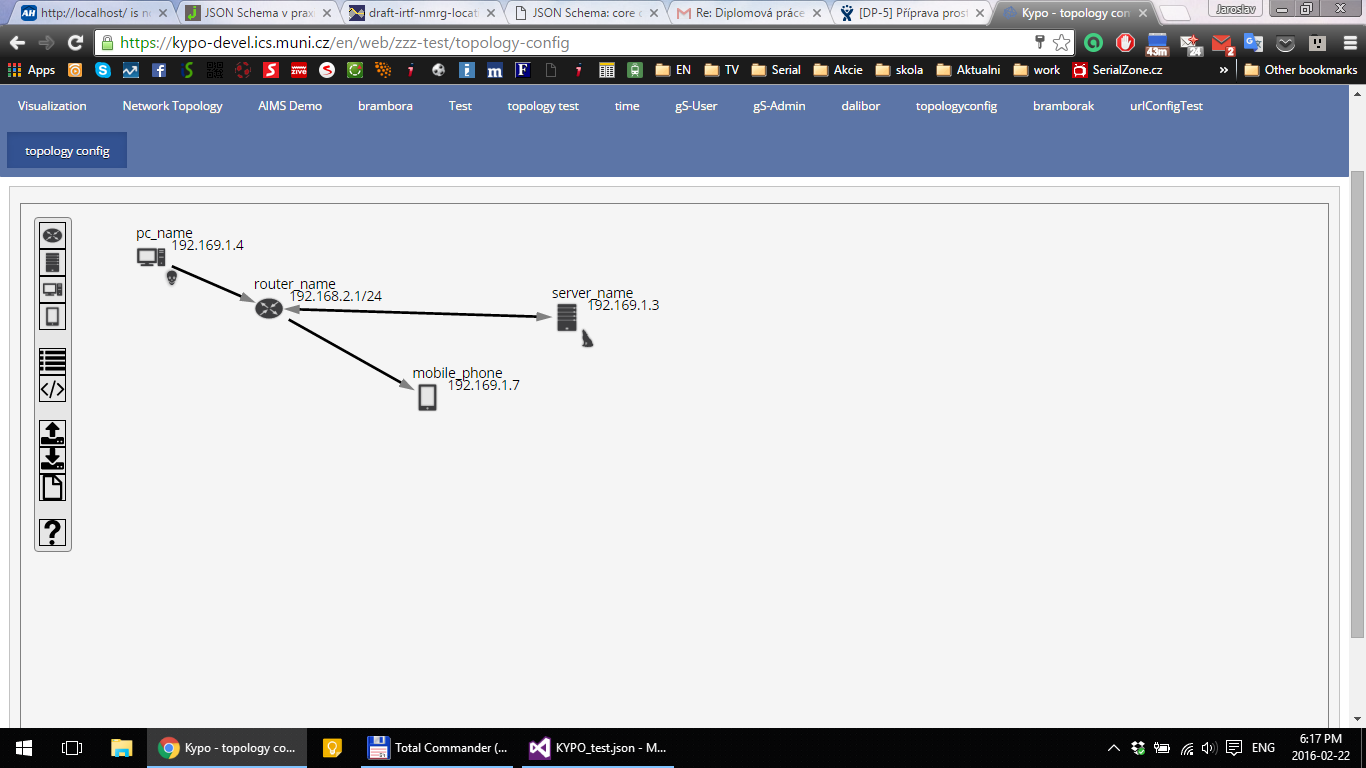 http://localhost/ is n
JSON Schema v prax
draft-irtf-nmrg-locat
JSON Schema: core d
Re: Diplomová práce
[DP-5] Příprava prost
Kypo - topology con
Jaroslav
https://kypo-devel.ics.muni.cz/en/web/zzz-test/topology-config
43m
24
2
Apps
EN
TV
Serial
Akcie
skola
Aktualni
work
SerialZone.cz
»
Other bookmarks
Visualization
Network Topology
AIMS Demo
brambora
Test
topology test
time
gS-User
gS-Admin
dalibor
topologyconfig
bramborak
urlConfigTest
topology config
pc_name
192.169.1.4
router_name
192.168.2.1/24
server_name
192.169.1.3
mobile_phone
192.169.1.7
</>
?
Kypo - topology co...
Total Commander (...
KYPO_test.json - M...
ENG
6:17 PM
2016-02-22